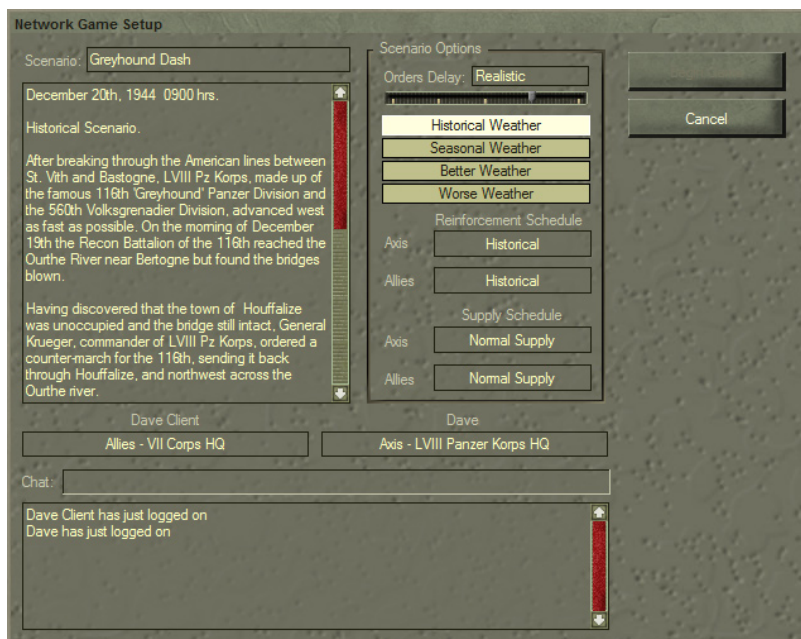 Network Game Setup
Scenario: Greyhound Dash
December 20th, 1944 0900 hrs.
Historical Scenario.
After breaking through the American lines between
St. Vith and Bastogne, LVIII Pz Korps, made up of
the famous 116th 'Greyhound' Panzer Division and
the 560th Volksgrenadier Division, advanced west
as fast as possible. On the morning of December
19th the Recon Battalion of the 116th reached the
Ourthe River near Bertogne but found the bridges
blown.
Having discovered that the town of Houffalize
was unoccupied and the bridge still intact, General
Krueger, commander of LVIII Pz Korps, ordered a
counter-march for the 116th, sending it back
through Houffalize, and northwest across the
Ourthe river.
Scenario Options
Orders Delay: Realistic
Historical Weather
Seasonal Weather
Better Weather
Worse Weather
Reinforcement Schedule
Axis Historical
Allies Historical
Supply Schedule
Axis Normal Supply
Allies Normal Supply
Cancel
Dave Client Dave
Allies - VII Corps HQ Axis - LVIII Panzer Korps HQ
Chat:
Dave Client has just logged on
Dave has just logged on